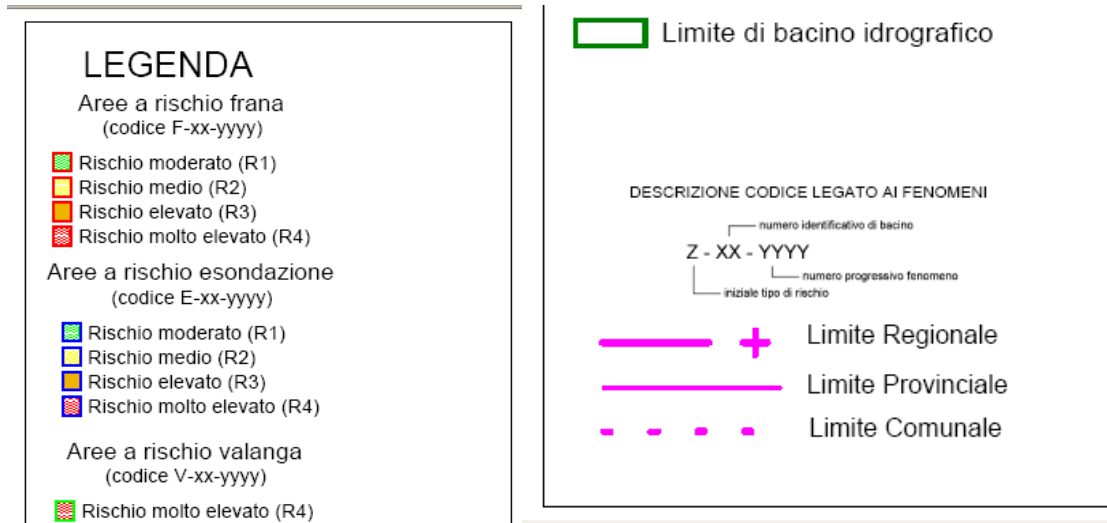 LEGENDA
Aree a rischio frana
(codice F-xx-yyyy)
Rischio moderato (R1)
Rischio medio (R2)
Rischio elevato (R3)
Rischio molto elevato (R4)
Aree a rischio esondazione
(codice E-xx-yyyy)
Rischio moderato (R1)
Rischio medio (R2)
Rischio elevato (R3)
Rischio molto elevato (R4)
Aree a rischio valanga
(codice V-xx-yyyy)
Rischio molto elevato (R4)
Limite di bacino idrografico
DESCRIZIONE CODICE LEGATO AI FENOMENI
numero identificativo di bacino
Z - XX - YYYY
numero progressivo fenomeno
iniziale tipo di rischio
Limite Regionale
Limite Provinciale
Limite Comunale